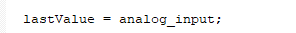 lastValue = analog_input;